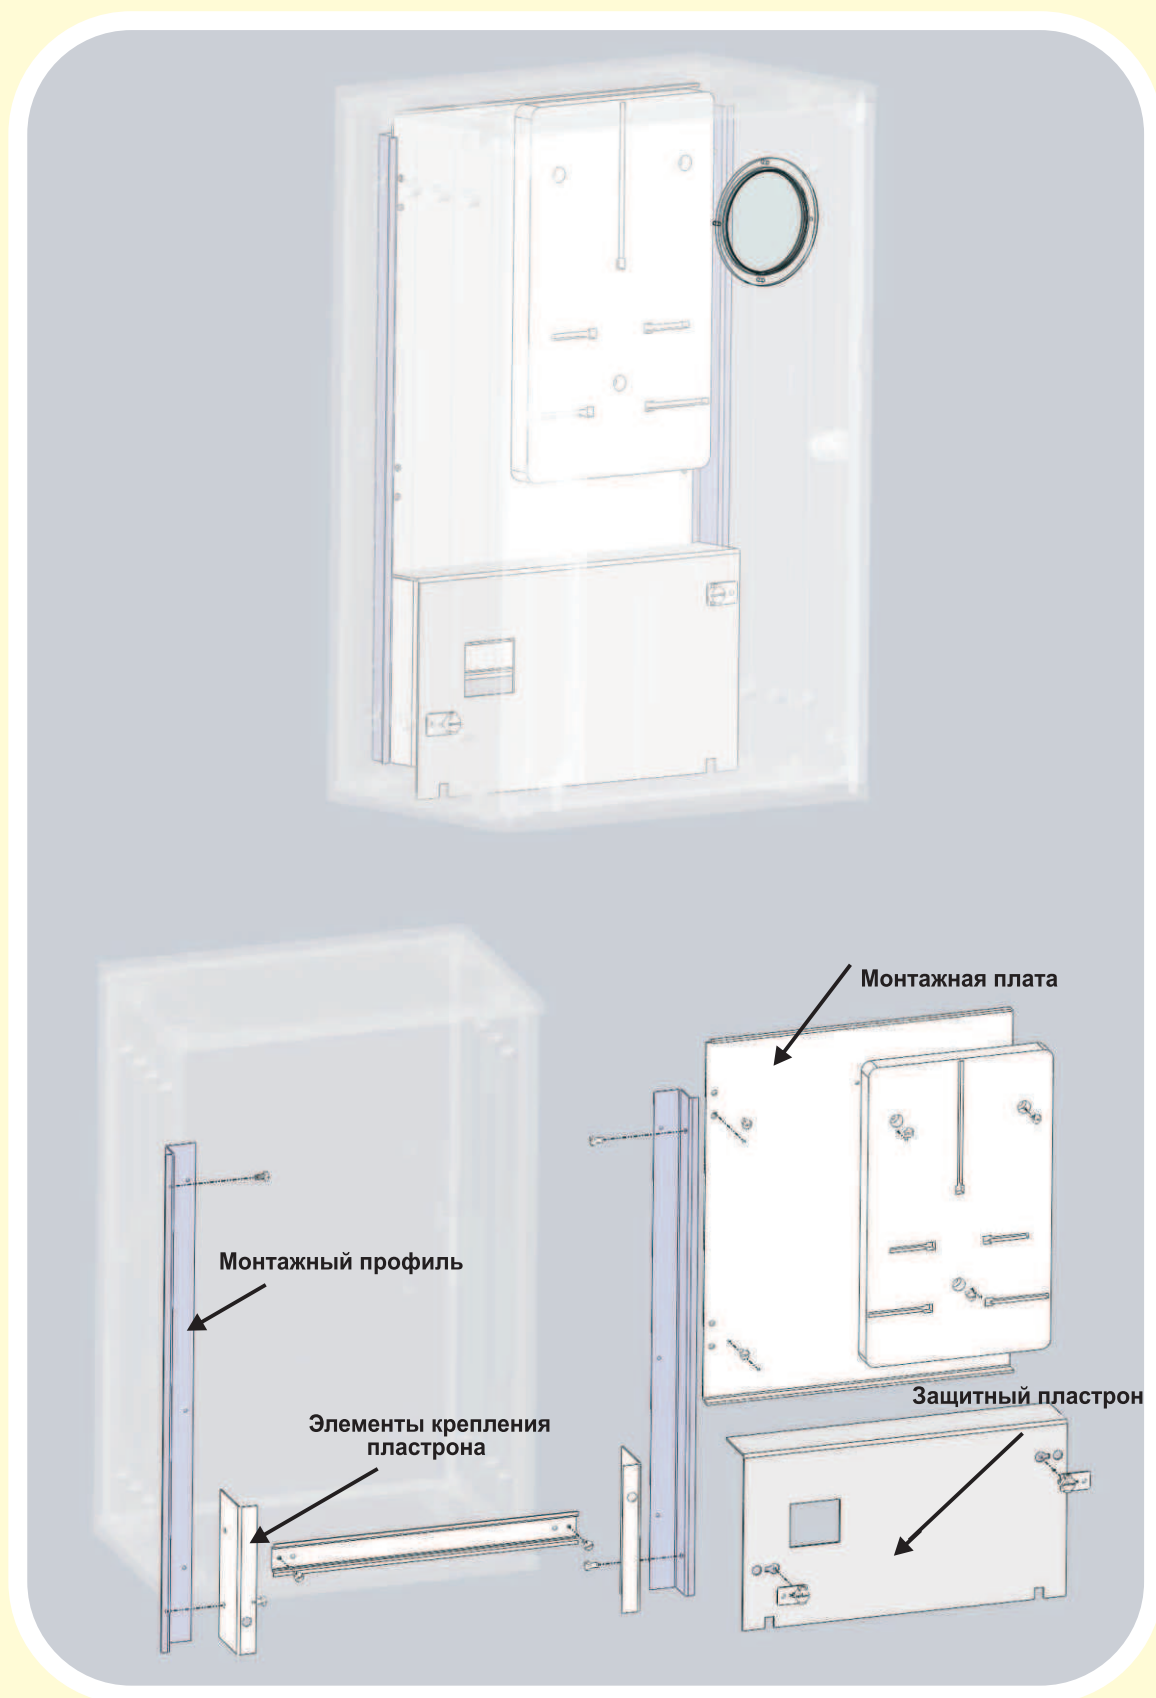 Монтажная плата
Монтажный профиль
Защитный пластрон
Элементы крепления
пластрона